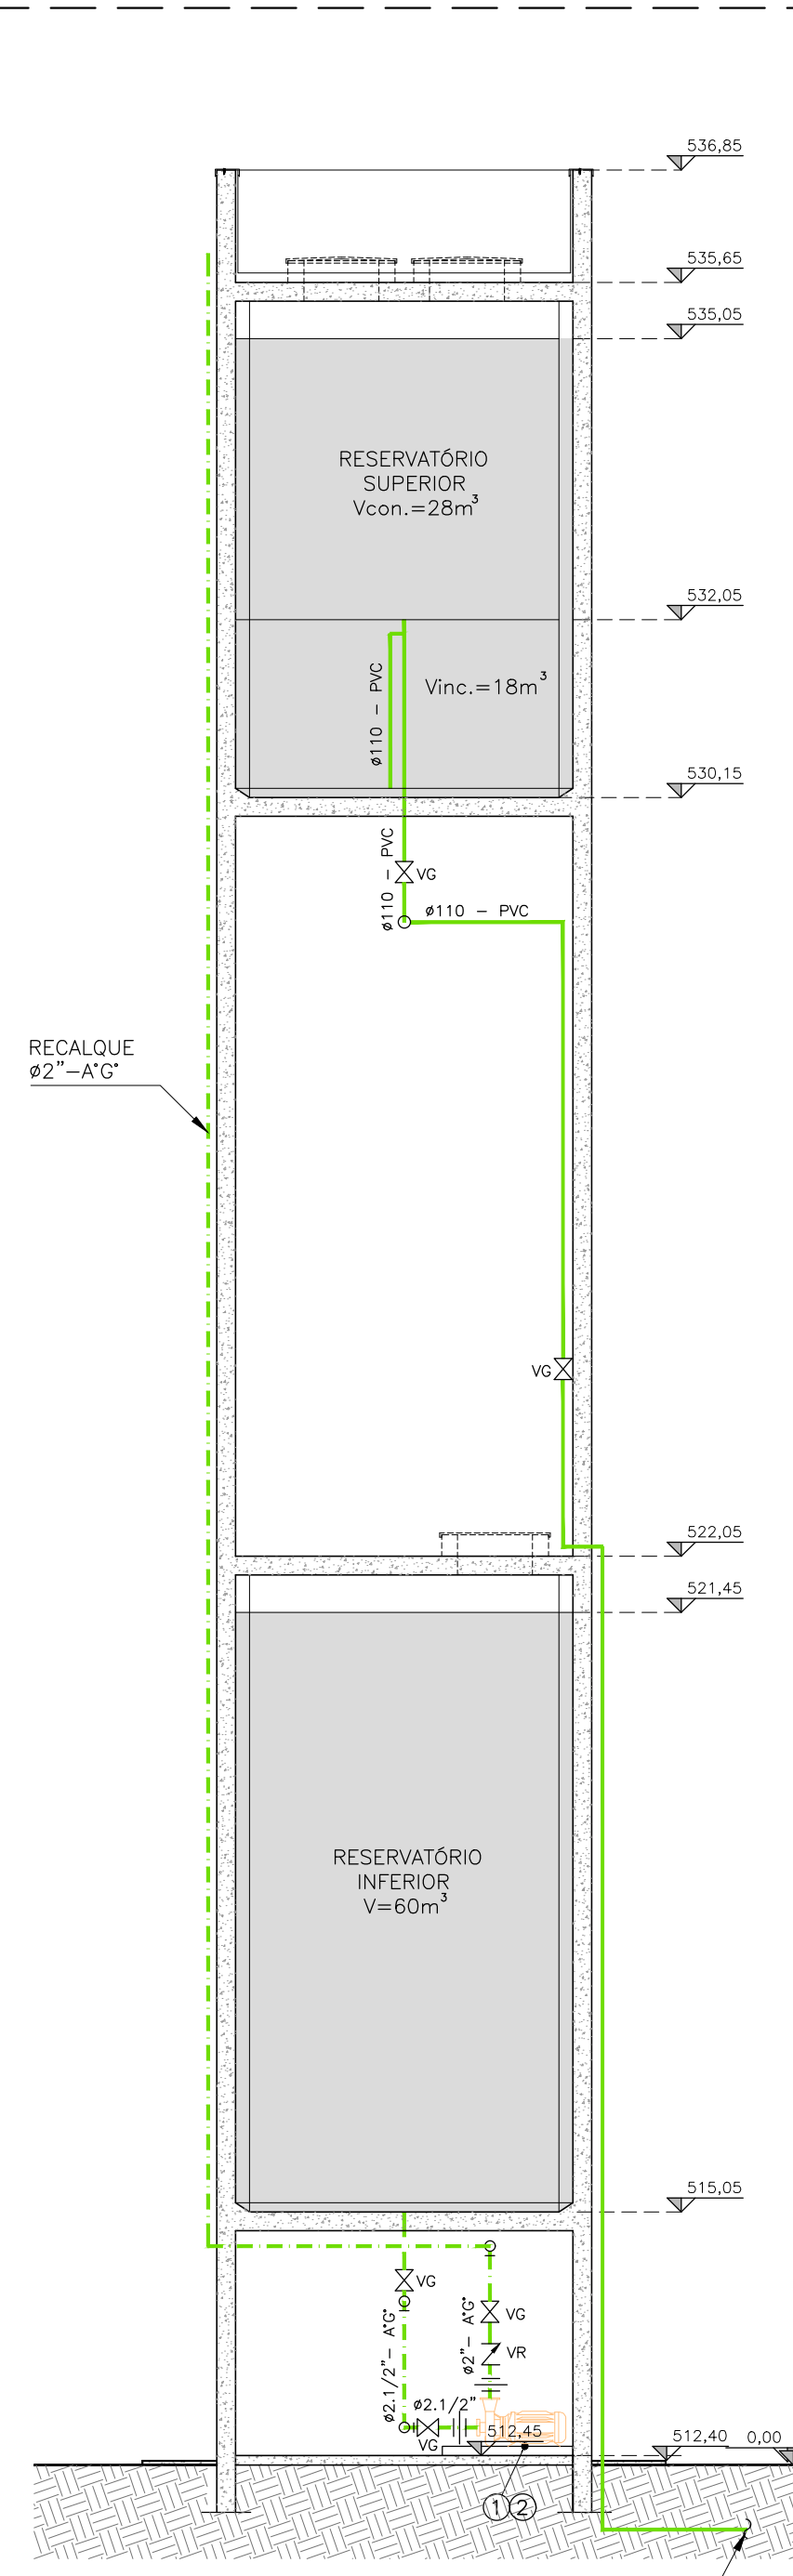 536,85
535,65
535,05
RESERVATÓRIO
SUPERIOR
Vcon.=28m³
532,05
Vinc.=18m³
ø110 - PVC
530,15
ø110 - PVC
VG
ø110 - PVC
RECALQUE
ø2"-A°G°
VG
522,05
521,45
RESERVATÓRIO
INFERIOR
V=60m³
515,05
VG
ø2.1/2"- A°G°
ø2"- A°G°
VG
VR
ø2.1/2"
VG
512,45
512,40
0,00
1 2